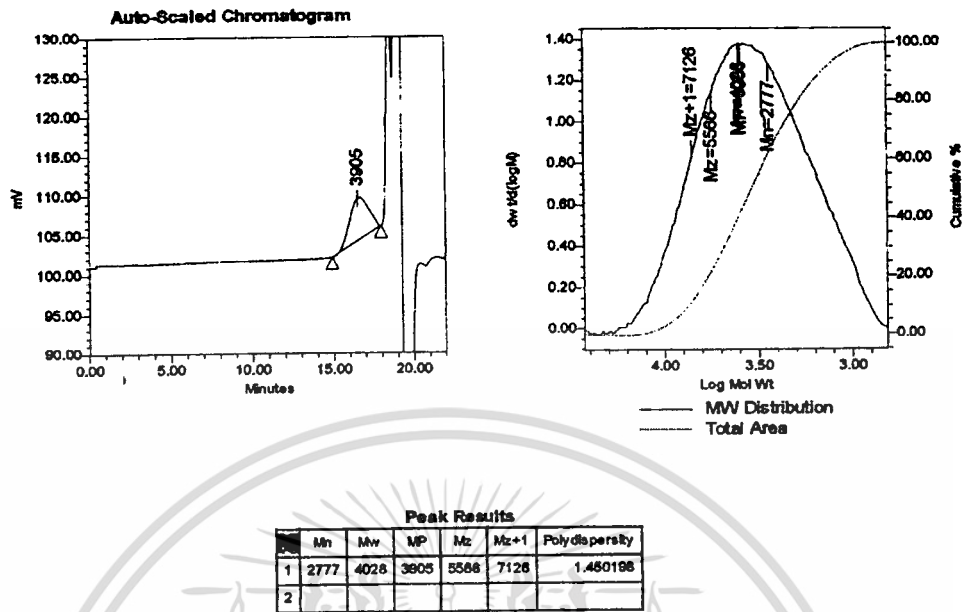 Auto-Scaled Chromatogram
130.00
125.00
120.00
115.00
110.00
105.00
100.00
95.00
90.00
mV
3905
0.00 5.00 10.00 15.00 20.00
Minutes
1.40
1.20
1.00
0.80
0.60
0.40
0.20
0.00
dwt/d(logM)
Mz+1=7126
Mz=5566
Mn=2777
100.00
80.00
60.00
40.00
20.00
0.00
Cumulative %
4.00 3.50 3.00
Log Mol Wt
MW Distribution
Total Area
Peak Results
Mn Mw MP Mz Mz+1 Polydispersity
1 2777 4028 3905 5566 7126 1.450198
2